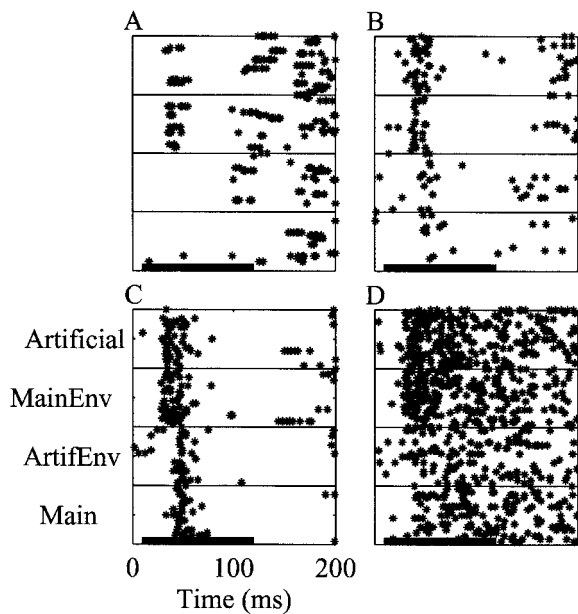 A
B
C
D
Artificial
MainEnv
ArtifEnv
Main
0 100 200
Time (ms)